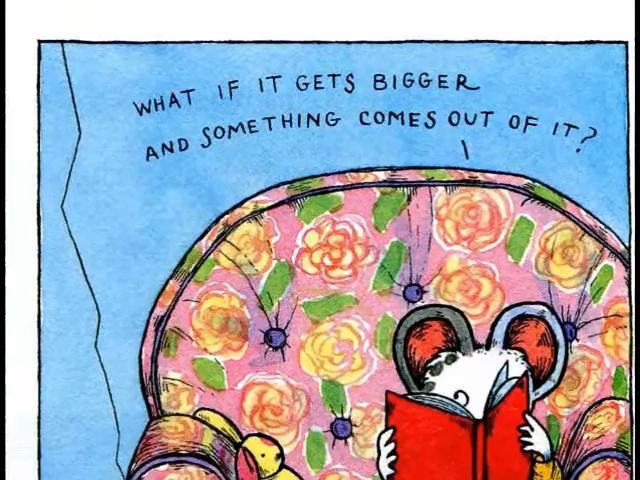 WHAT IF IT GETS BIGGER
AND SOMETHING COMES OUT OF IT?